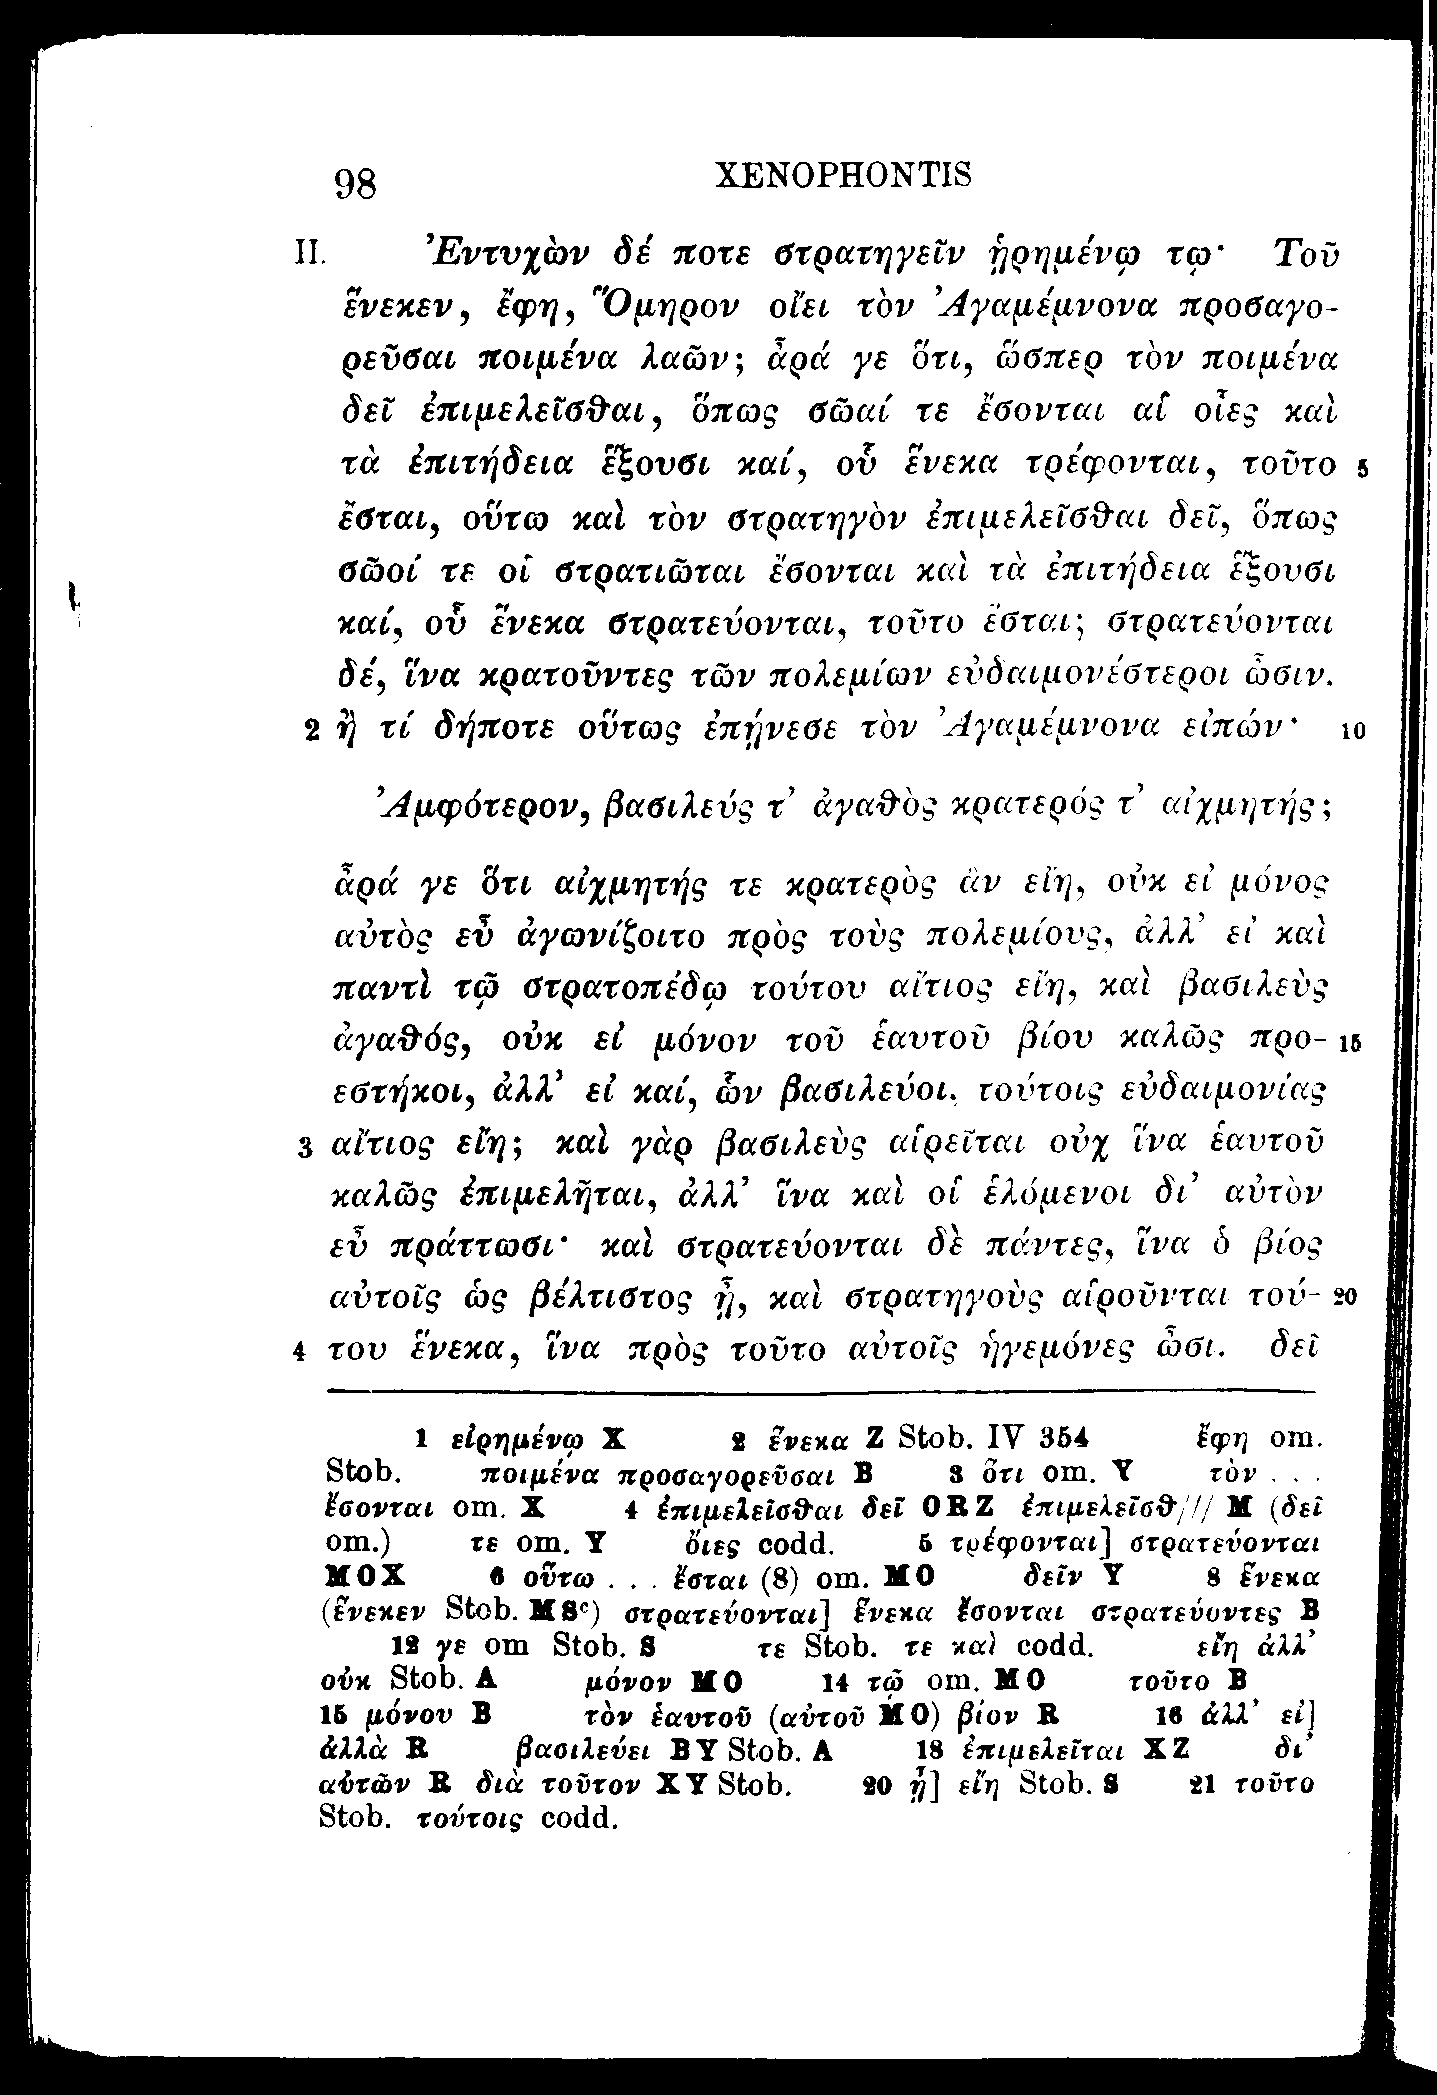 98 XENOPHONTIS
II. Ἐντυχὼν δέ ποτε στρατηγεῖν ᾑρημένῳ τῳ· Τοῦ
ἕνεκεν, ἔφη, Ὅμηρον οἴει τὸν Ἀγαμέμνονα προσαγο-
ρεῦσαι ποιμένα λαῶν; ἆρά γε ὅτι, ὥσπερ τὸν ποιμένα
δεῖ ἐπιμελεῖσθαι, ὅπως σῶαί τε ἔσονται αἱ οἶες καὶ
τὰ ἐπιτήδεια ἕξουσι καί, οὗ ἕνεκα τρέφονται, τοῦτο 5
ἔσται, οὕτω καὶ τὸν στρατηγὸν ἐπιμελεῖσθαι δεῖ, ὅπως
σῶοί τε οἱ στρατιῶται ἔσονται καὶ τὰ ἐπιτήδεια ἕξουσι
καί, οὗ ἕνεκα στρατεύονται, τοῦτο ἔσται; στρατεύονται
δέ, ἵνα κρατοῦντες τῶν πολεμίων εὐδαιμονέστεροι ὦσιν.
2 ἢ τί δήποτε οὕτως ἐπῄνεσε τὸν Ἀγαμέμνονα εἰπών· 10
Ἀμφότερον, βασιλεύς τ’ ἀγαθὸς κρατερός τ’ αἰχμητής;
ἆρά γε ὅτι αἰχμητής τε κρατερὸς ἂν εἴη, οὐκ εἰ μόνος
αὐτὸς εὖ ἀγωνίζοιτο πρὸς τοὺς πολεμίους, ἀλλ’ εἰ καὶ
παντὶ τῷ στρατοπέδῳ τούτου αἴτιος εἴη, καὶ βασιλεὺς
ἀγαθός, οὐκ εἰ μόνον τοῦ ἑαυτοῦ βίου καλῶς προ- 15
εστήκοι, ἀλλ’ εἰ καί, ὧν βασιλεύοι, τούτοις εὐδαιμονίας
3 αἴτιος εἴη; καὶ γὰρ βασιλεὺς αἱρεῖται οὐχ ἵνα ἑαυτοῦ
καλῶς ἐπιμελῆται, ἀλλ’ ἵνα καὶ οἱ ἑλόμενοι δι’ αὐτὸν
εὖ πράττωσι· καὶ στρατεύονται δὲ πάντες, ἵνα ὁ βίος
αὐτοῖς ὡς βέλτιστος ᾖ, καὶ στρατηγοὺς αἱροῦνται τού- 20
4 του ἕνεκα, ἵνα πρὸς τοῦτο αὐτοῖς ἡγεμόνες ὦσι. δεῖ
1 εἰρημένῳ X 2 ἕνεκα Z Stob. IV 354 ἔφη om.
Stob. ποιμένα προσαγορεῦσαι B 3 ὅτι om. Y τὸν . . .
ἔσονται om. X 4 ἐπιμελεῖσθαι δεῖ ORZ ἐπιμελεῖσθ/// M (δεῖ
om.) τε om. Y ὄιες codd. 5 τρέφονται] στρατεύονται
MOX 6 οὕτω . . . ἔσται (8) om. MO δεῖν Y 8 ἕνεκα
(ἕνεκεν Stob. MSᶜ) στρατεύονται] ἕνεκα ἔσονται στρατεύοντες B
12 γε om Stob. S τε Stob. τε καὶ codd. εἴη ἀλλ’
οὐκ Stob. A μόνον MO 14 τῷ om. MO τοῦτο B
15 μόνου B τὸν ἑαυτοῦ (αὐτοῦ MO) βίον R 16 ἀλλ’ εἰ]
ἀλλὰ R βασιλεύει BY Stob. A 18 ἐπιμελεῖται XZ δι’
αὐτῶν R διὰ τοῦτον XY Stob. 20 ᾖ] εἴη Stob. S 21 τοῦτο
Stob. τούτοις codd.